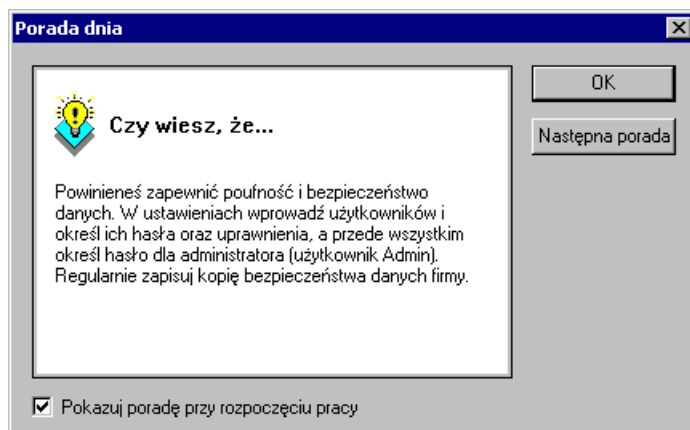 Porada dnia
OK
Następna porada
Czy wiesz, że...
Powinieneś zapewnić poufność i bezpieczeństwo
danych. W ustawieniach wprowadź użytkowników i
określ ich hasła oraz uprawnienia, a przede wszystkim
określ hasło dla administratora (użytkownik Admin).
Regularnie zapisuj kopię bezpieczeństwa danych firmy.
Pokazuj poradę przy rozpoczęciu pracy